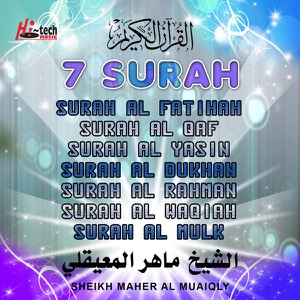 Hi-tech
MUSIC
القرآن الكريم
7 SURAH
SURAH AL FATIHAH
SURAH AL QAF
SURAH AL YASIN
SURAH AL DUKHAN
SURAH AL RAHMAN
SURAH AL WAQIAH
SURAH AL MULK
الشيخ ماهر المعيقلي
SHEIKH MAHER AL MUAIQLY